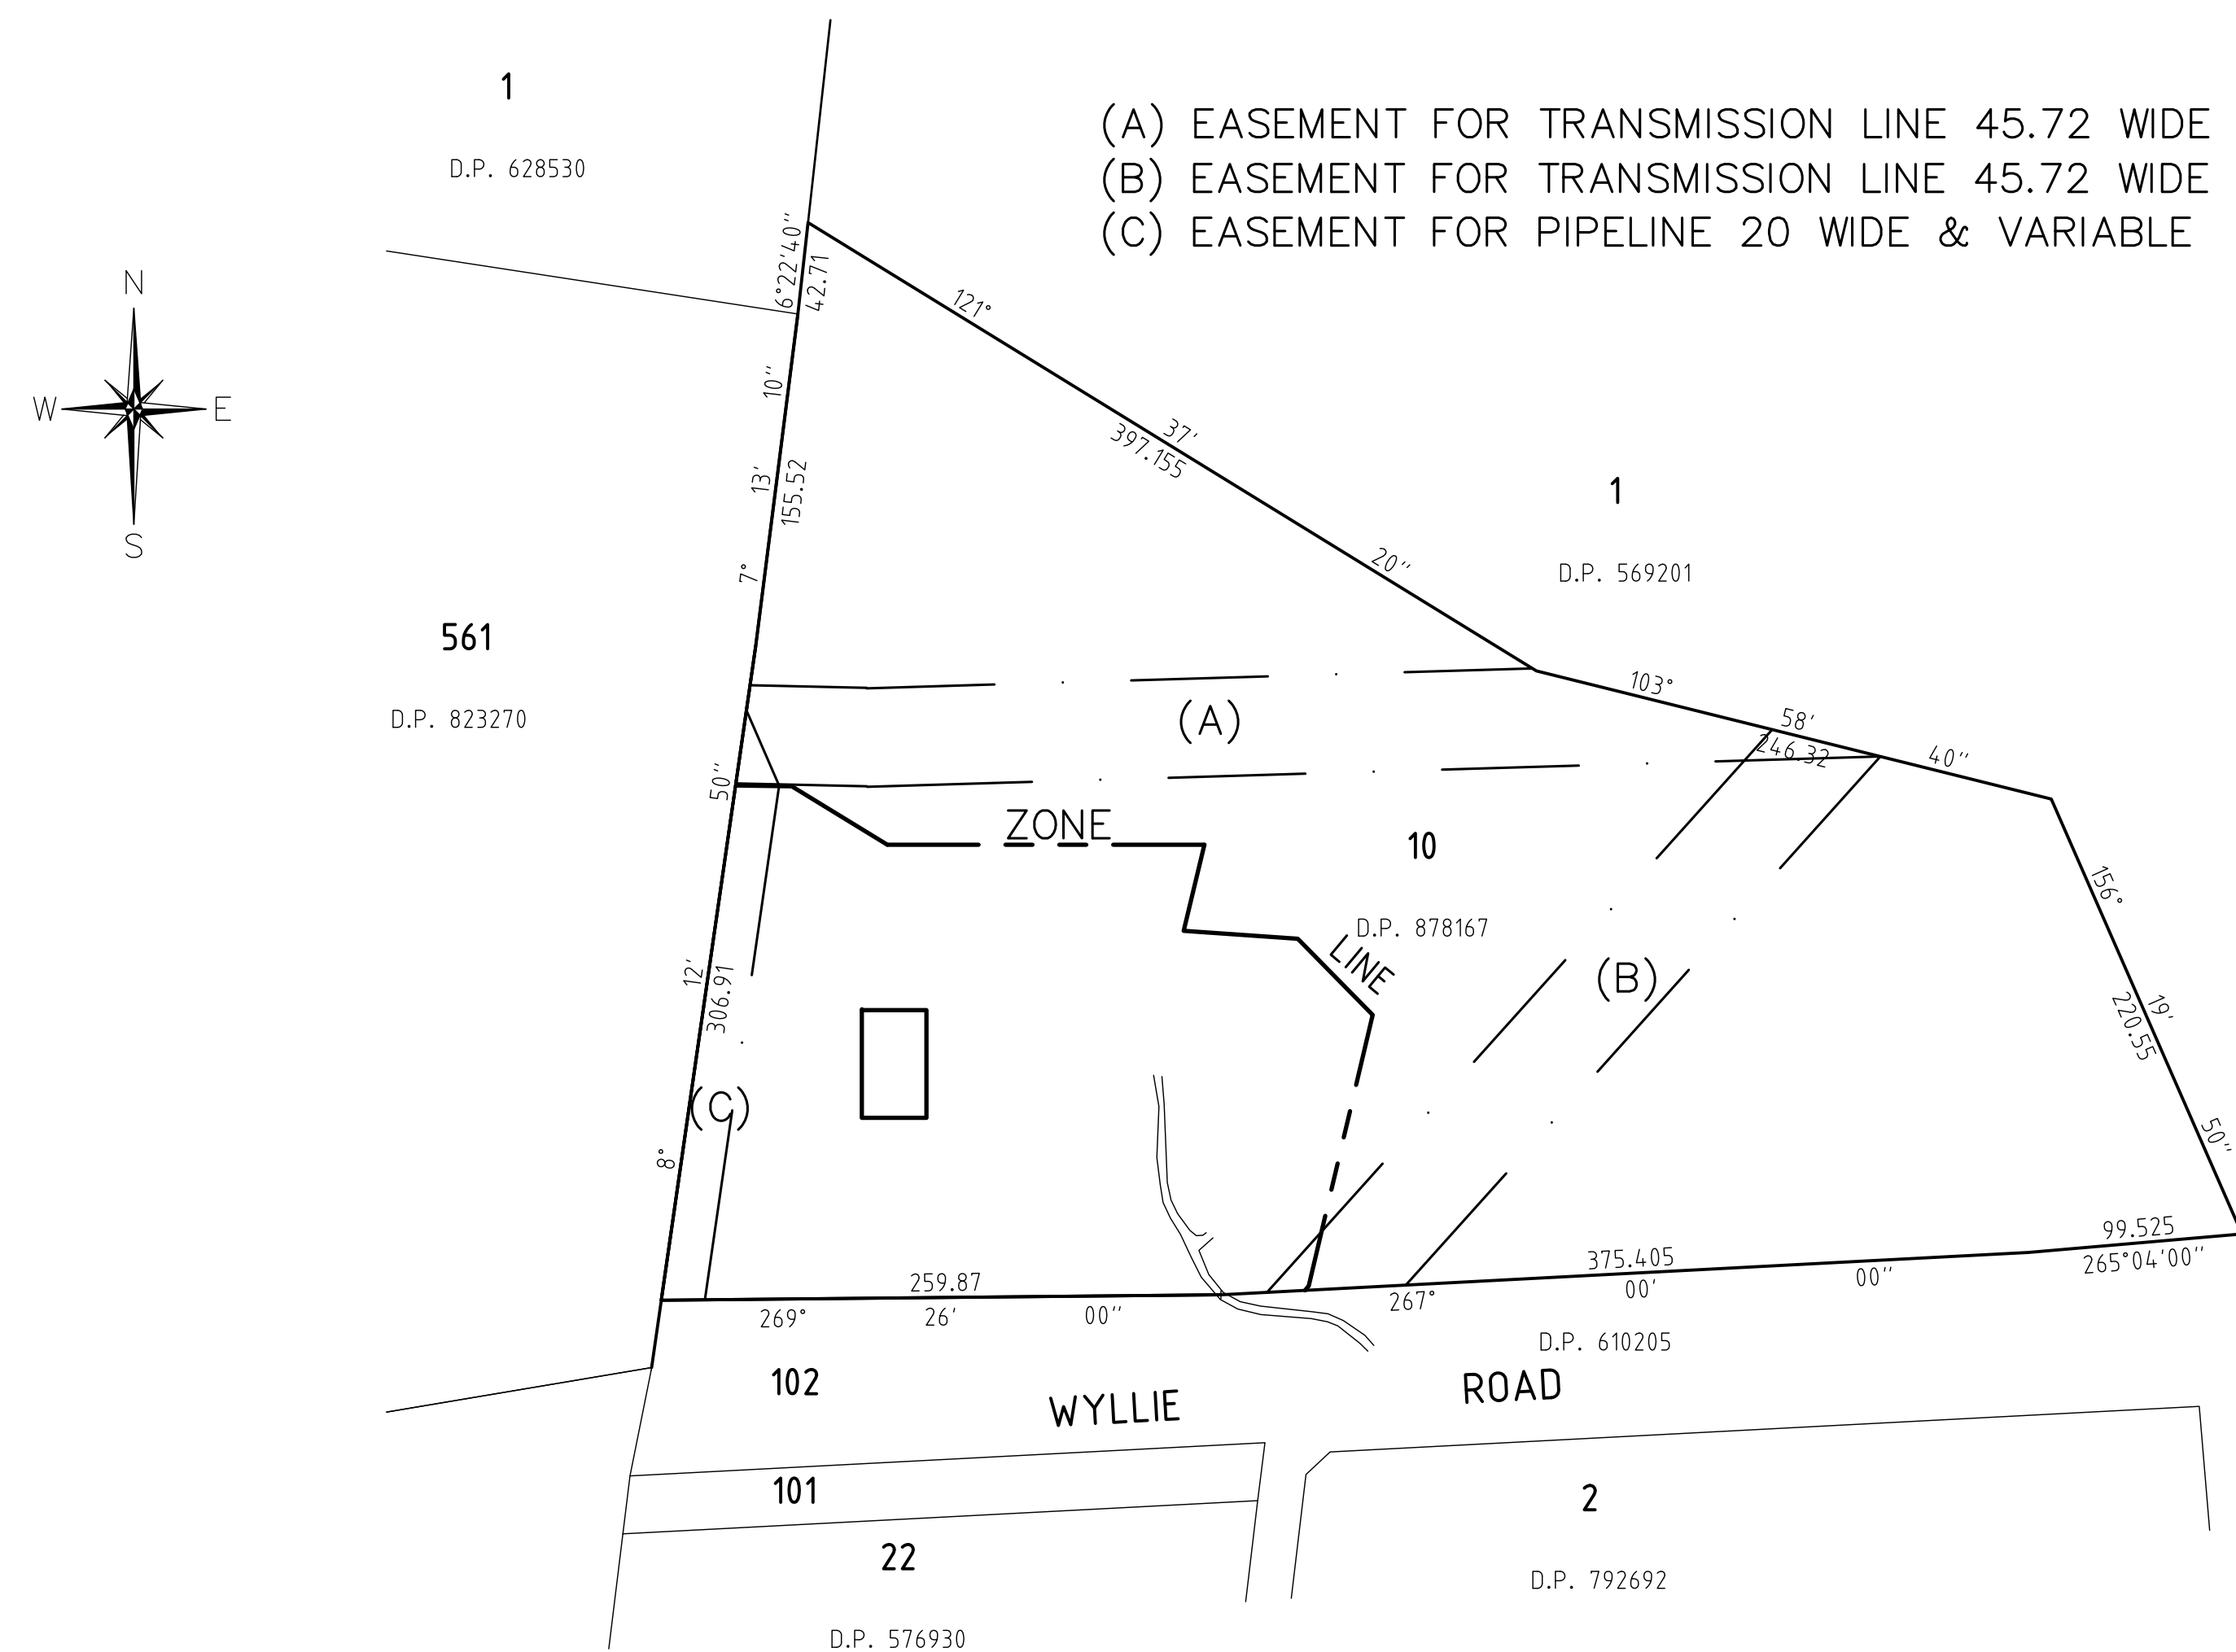 1
D.P. 628530
(A) EASEMENT FOR TRANSMISSION LINE 45.72 WIDE
(B) EASEMENT FOR TRANSMISSION LINE 45.72 WIDE
(C) EASEMENT FOR PIPELINE 20 WIDE & VARIABLE
N
W
E
S
6°22'40"
42.71
121°
37'
20"
397.155
10"
13'
7°
155.52
1
D.P. 569201
561
D.P. 823270
103°
58'
40"
246.32
(A)
ZONE
10
D.P. 878167
LINE
(B)
156°
19'
50"
220.55
50"
12'
8°
306.91
(C)
259.87
269°
26'
00"
375.405
267°
00'
00"
99.525
265°04'00"
D.P. 610205
102
WYLLIE ROAD
101
22
D.P. 576930
2
D.P. 792692